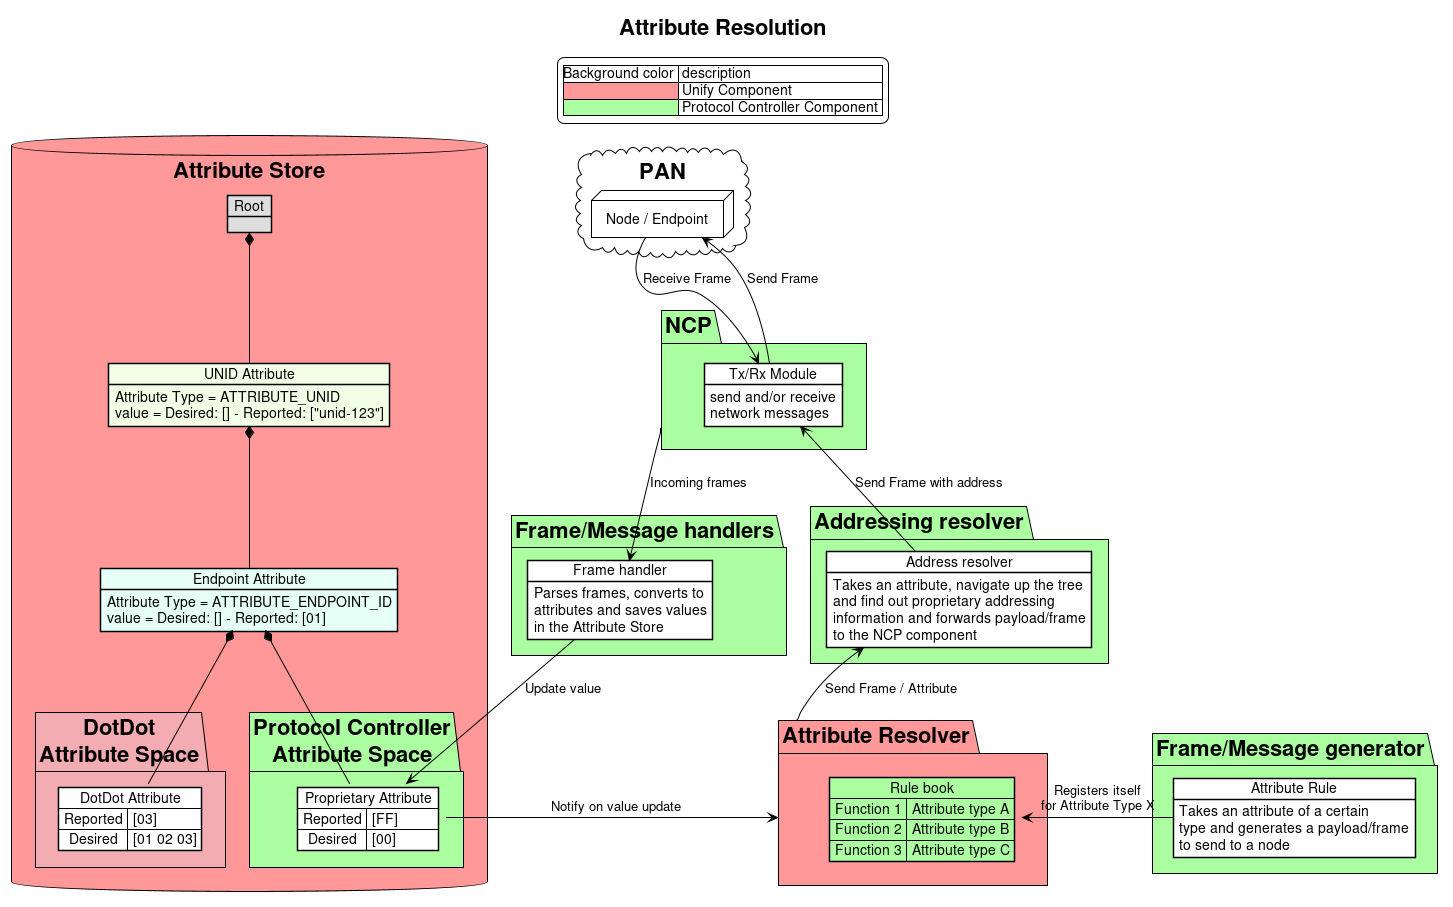 Attribute Resolution
Background color description
Unify Component
Protocol Controller Component
Attribute Store
Root
UNID Attribute
Attribute Type = ATTRIBUTE_UNID
value = Desired: [] - Reported: ["unid-123"]
Endpoint Attribute
Attribute Type = ATTRIBUTE_ENDPOINT_ID
value = Desired: [] - Reported: [01]
DotDot
Attribute Space
DotDot Attribute
Reported [03]
Desired [01 02 03]
Protocol Controller
Attribute Space
Proprietary Attribute
Reported [FF]
Desired [00]
PAN
Node / Endpoint
Receive Frame
Send Frame
NCP
Tx/Rx Module
send and/or receive
network messages
Incoming frames
Send Frame with address
Frame/Message handlers
Frame handler
Parses frames, converts to
attributes and saves values
in the Attribute Store
Addressing resolver
Address resolver
Takes an attribute, navigate up the tree
and find out proprietary addressing
information and forwards payload/frame
to the NCP component
Update value
Send Frame / Attribute
Notify on value update
Attribute Resolver
Rule book
Function 1 Attribute type A
Function 2 Attribute type B
Function 3 Attribute type C
Registers itself
for Attribute Type X
Frame/Message generator
Attribute Rule
Takes an attribute of a certain
type and generates a payload/frame
to send to a node